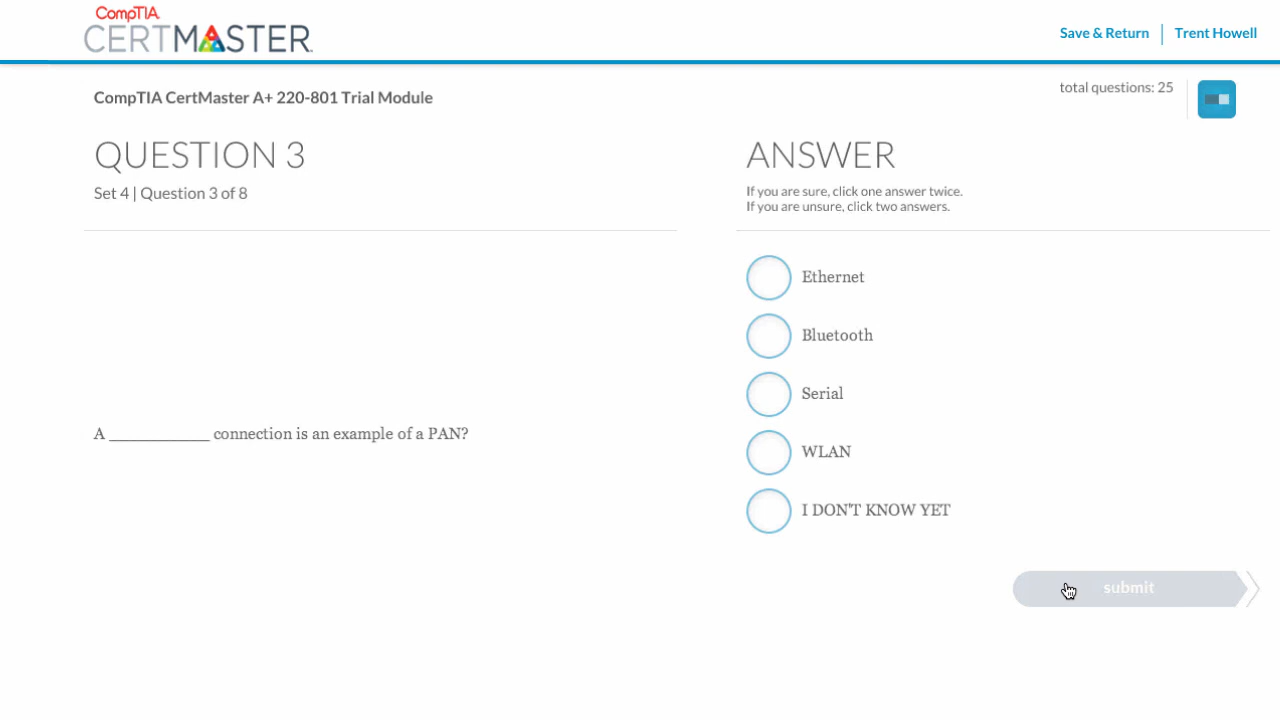 CompTIA
CERTMASTER
Save & Return
Trent Howell
CompTIA CertMaster A+ 220-801 Trial Module
total questions: 25
QUESTION 3
Set 4 | Question 3 of 8
A ____________ connection is an example of a PAN?
ANSWER
If you are sure, click one answer twice.
If you are unsure, click two answers.
Ethernet
Bluetooth
Serial
WLAN
I DON'T KNOW YET
submit